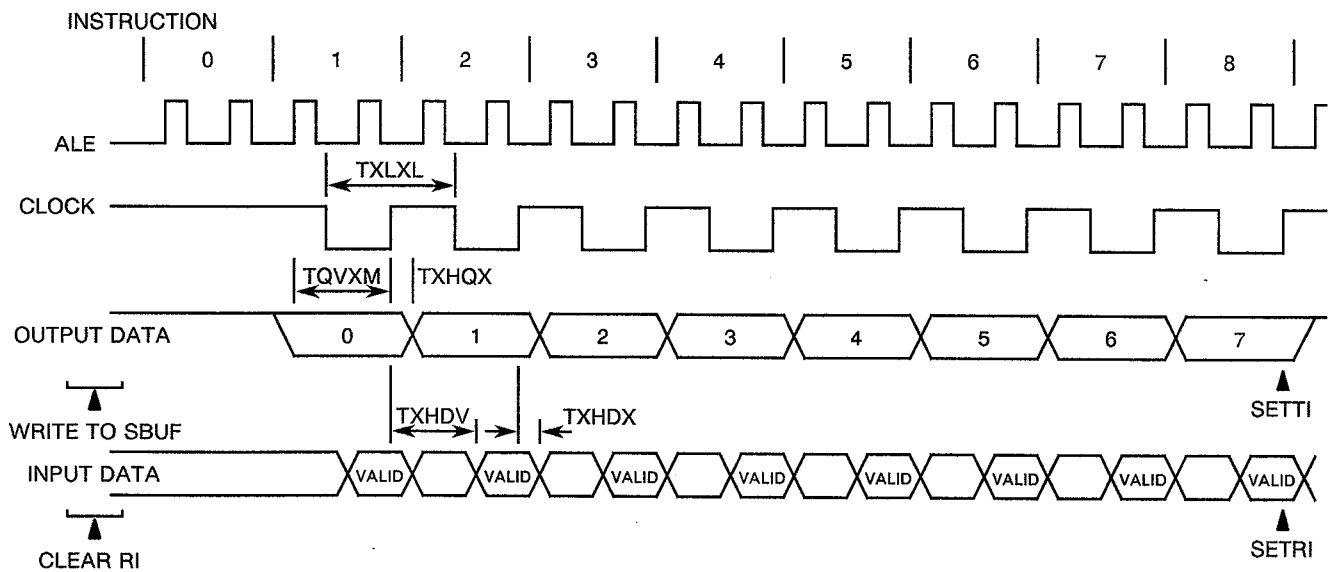 INSTRUCTION
0 1 2 3 4 5 6 7 8
ALE
TXLXL
CLOCK
TQVXM TXHQX
OUTPUT DATA 0 1 2 3 4 5 6 7
TXHDV TXHDX SETTI
WRITE TO SBUF
INPUT DATA VALID VALID VALID VALID VALID VALID VALID VALID
CLEAR RI SETRI